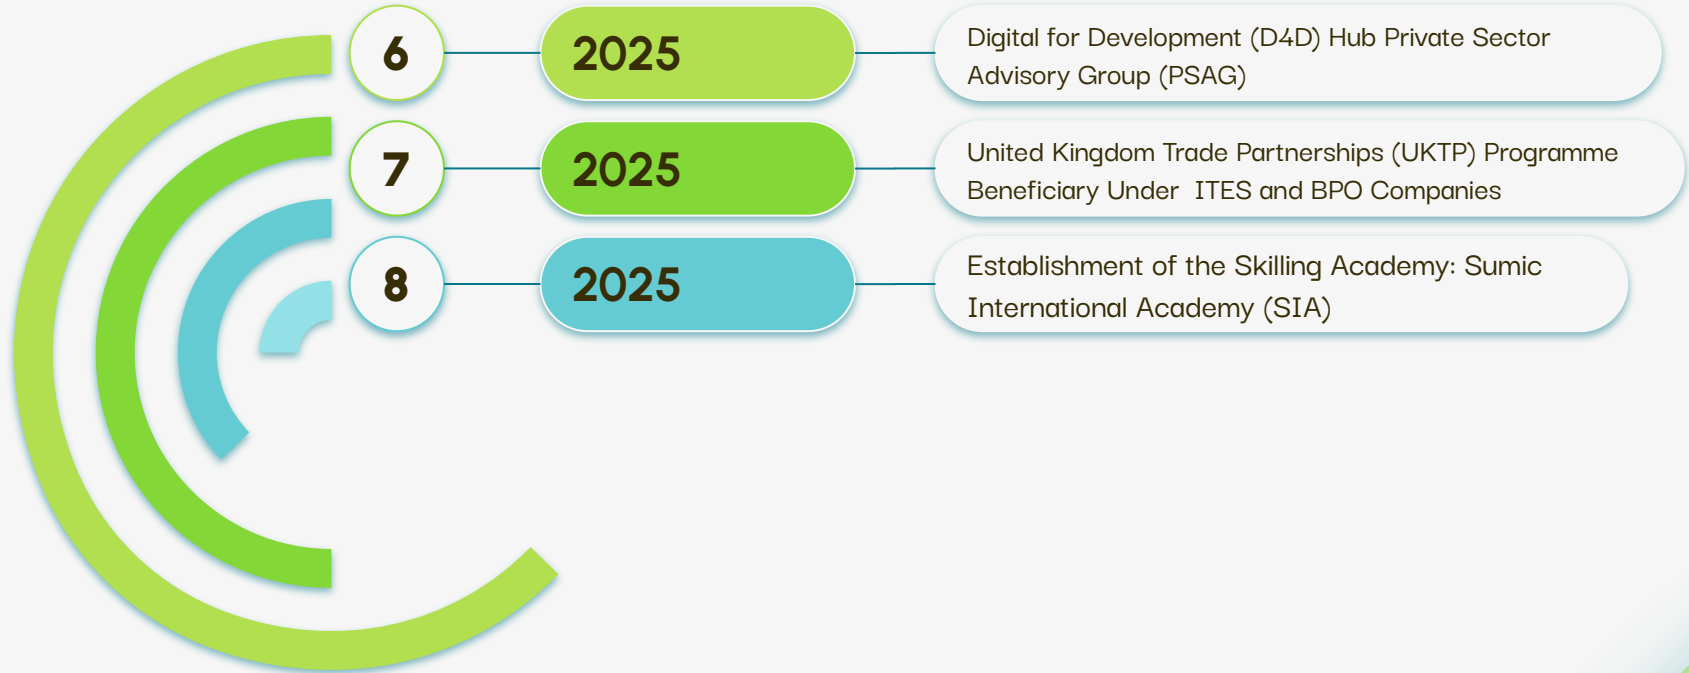 6
2025
Digital for Development (D4D) Hub Private Sector
Advisory Group (PSAG)
7
2025
United Kingdom Trade Partnerships (UKTP) Programme
Beneficiary Under  ITES and BPO Companies
8
2025
Establishment of the Skilling Academy: Sumic
International Academy (SIA)